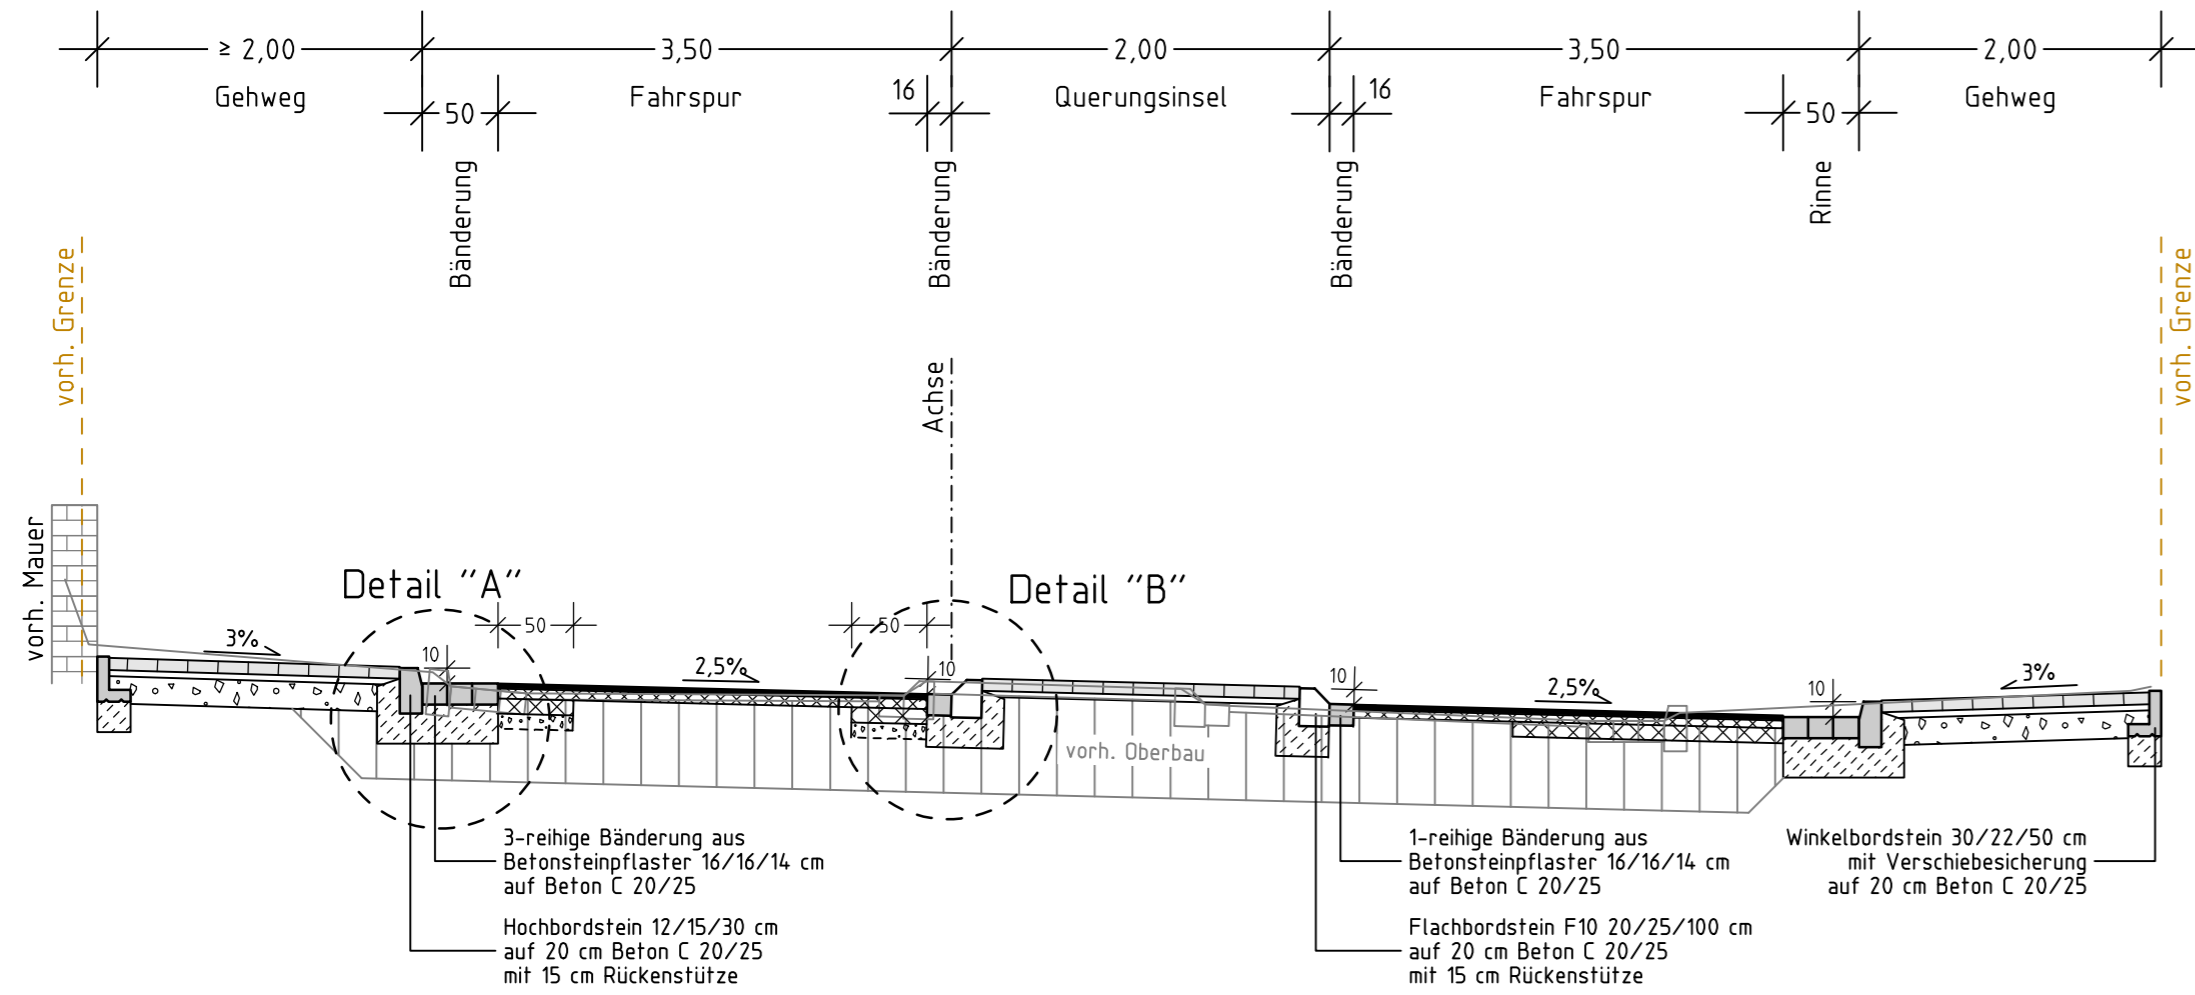 ≥ 2,00
3,50
2,00
3,50
2,00
Gehweg
Fahrspur
Querungsinsel
Fahrspur
Gehweg
50
16
16
50
Bänderung
Bänderung
Bänderung
Rinne
vorh. Grenze
vorh. Grenze
Achse
vorh. Mauer
Detail "A"
Detail "B"
50
50
3%
10
2,5%
10
10
2,5%
10
3%
vorh. Oberbau
3-reihige Bänderung aus
Betonsteinpflaster 16/16/14 cm
auf Beton C 20/25
Hochbordstein 12/15/30 cm
auf 20 cm Beton C 20/25
mit 15 cm Rückenstütze
1-reihige Bänderung aus
Betonsteinpflaster 16/16/14 cm
auf Beton C 20/25
Flachbordstein F10 20/25/100 cm
auf 20 cm Beton C 20/25
mit 15 cm Rückenstütze
Winkelbordstein 30/22/50 cm
mit Verschiebesicherung
auf 20 cm Beton C 20/25